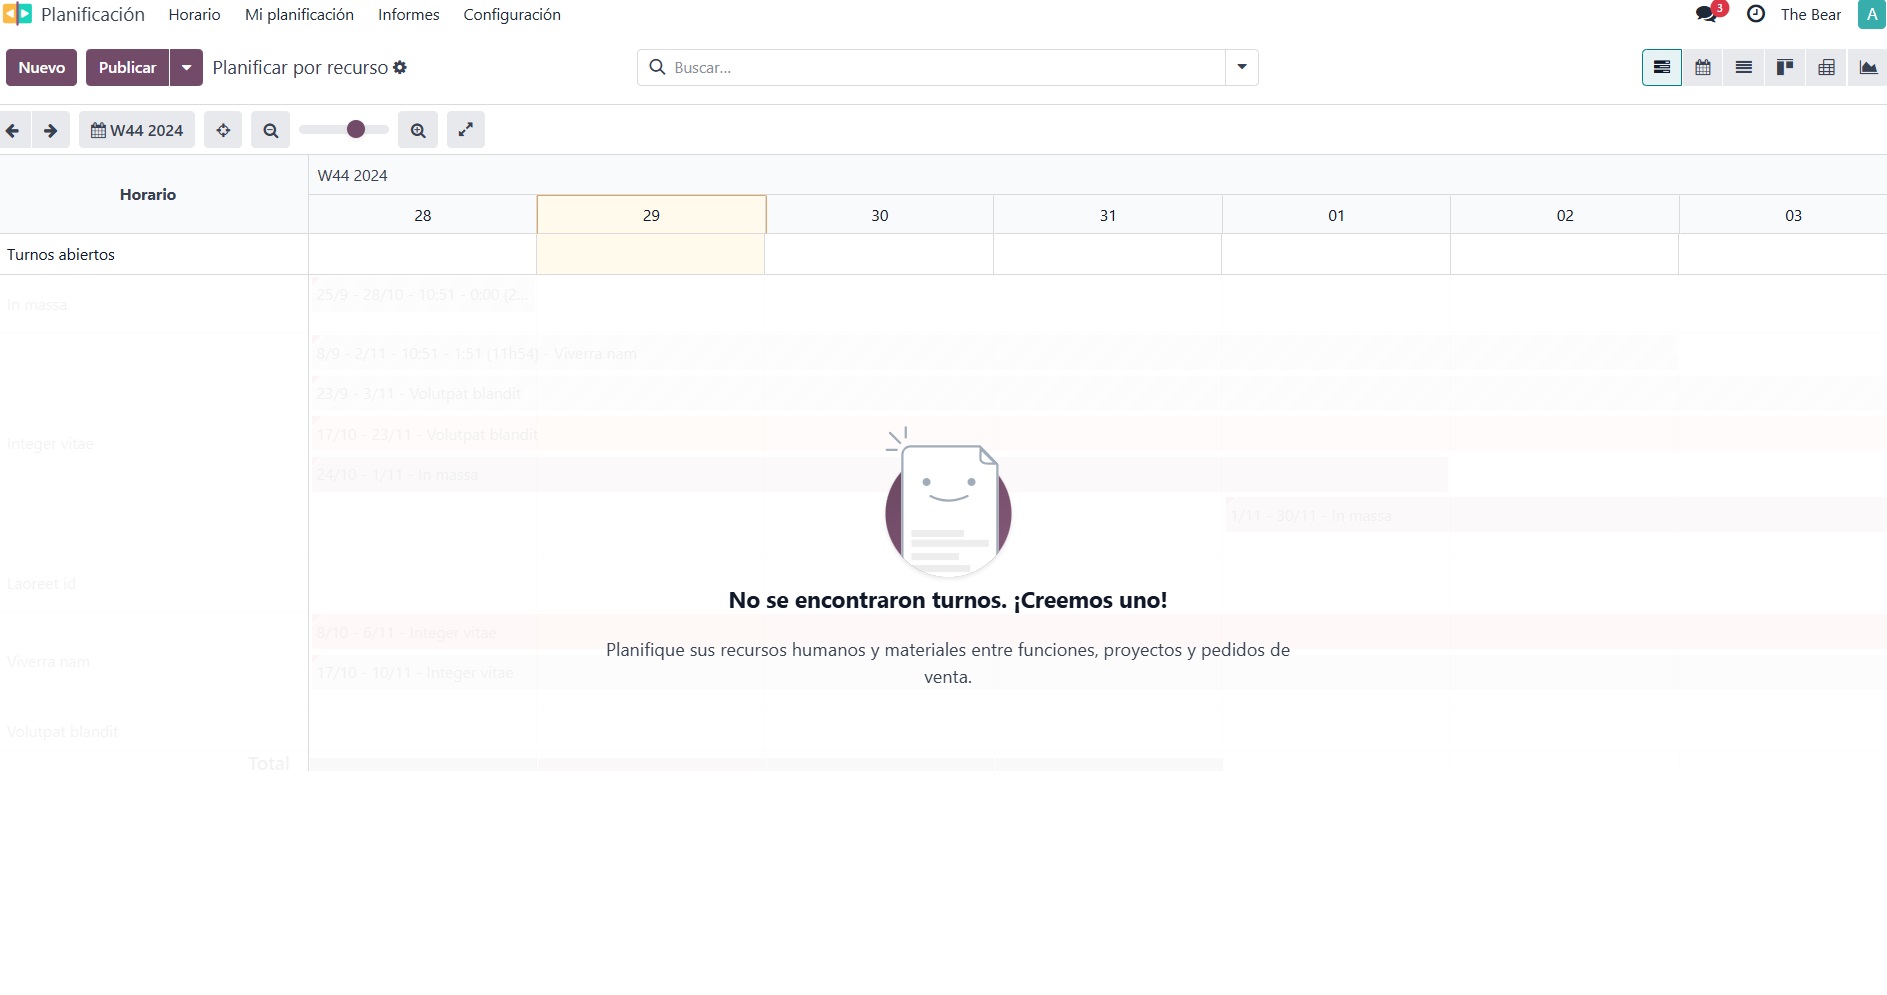 Planificación Horario Mi planificación Informes Configuración 3 The Bear A
Nuevo Publicar Planificar por recurso Buscar...
W44 2024
W44 2024
Horario
28 29 30 31 01 02 03
Turnos abiertos
25/9 - 28/10 - 10:51 - 0:00 (2...
In massa
8/9 - 2/11 - 10:51 - 1:51 (11h54) - Viverra nam
23/9 - 3/11 - Volutpat blandit
17/10 - 23/11 - Volutpat blandit
Integer vitae
24/10 - 1/11 - In massa
1/11 - 30/11 - In massa
Laoreet id
No se encontraron turnos. ¡Creemos uno!
8/10 - 6/11 - Integer vitae
Planifique sus recursos humanos y materiales entre funciones, proyectos y pedidos de
venta.
Viverra nam
17/10 - 10/11 - Integer vitae
Volutpat blandit
Total